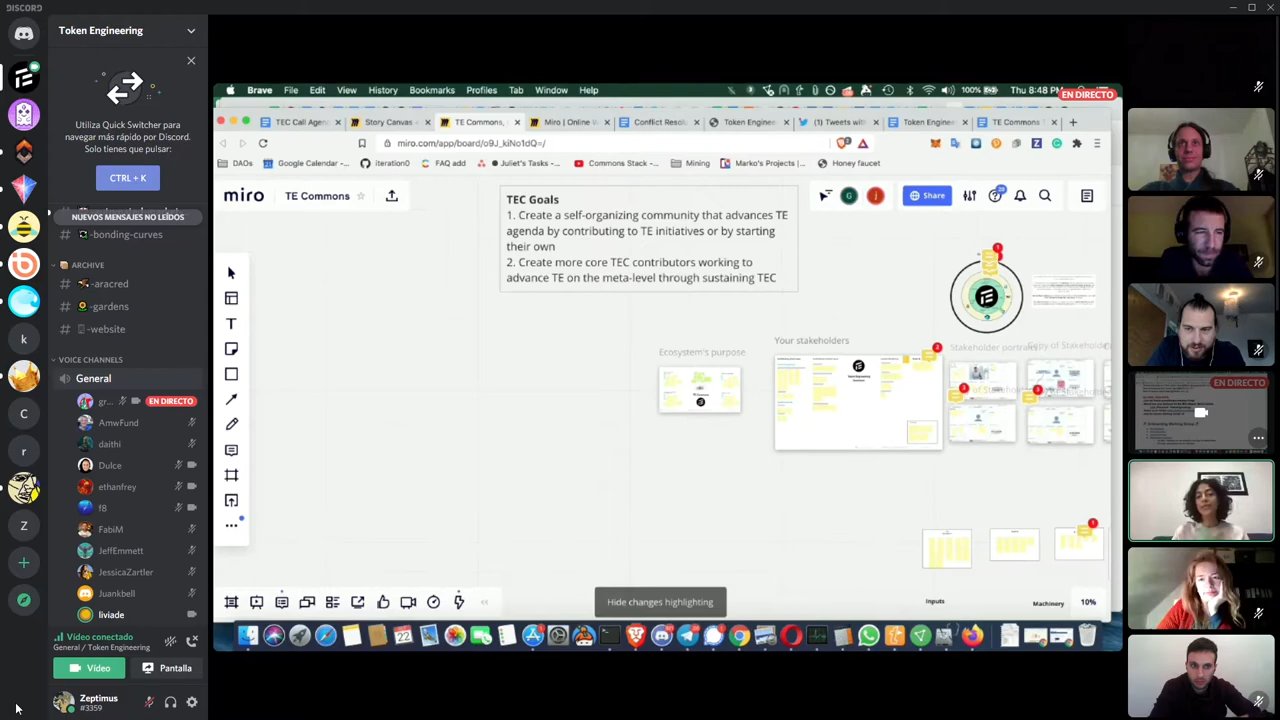 DISCORD
Token Engineering
Utiliza Quick Switcher para
navegar más rápido por Discord.
Solo tienes que pulsar:
CTRL + K
NUEVOS MENSAJES NO LEÍDOS
# -bonding-curves
ARCHIVE
# -aracred
# -gardens
# -website
VOICE CHANNELS
General
gr... EN DIRECTO
AmwFund
daithi
Dulce
ethanfrey
f8
FabiM
JeffEmmett
JessicaZartler
Juankbell
liviade
Vídeo conectado
General / Token Engineering
Vídeo
Pantalla
Zeptimus
#3359
k
C
r
Z
Brave File Edit View History Bookmarks Profiles Tab Window Help
100% Thu 8:48 PM
EN DIRECTO
TEC Call Agen
Story Canvas
TE Commons,
Miro | Online W
Conflict Resol
Token Enginee
(1) Tweets with
Token Enginee
TE Commons
miro.com/app/board/o9J_kiNo1dQ=/
DAOs
Google Calendar -...
iteration0
FAQ add
Juliet's Tasks -...
Commons Stack -...
Mining
Marko's Projects -...
Honey faucet
miro
TE Commons
Share
TEC Goals
1. Create a self-organizing community that advances TE
agenda by contributing to TE initiatives or by starting
their own
2. Create more core TEC contributors working to
advance TE on the meta-level through sustaining TEC
Ecosystem's purpose
Your stakeholders
Stakeholder portraits
Copy of Stakeholde
Inputs
Machinery
Hide changes highlighting
10%
EN DIRECTO